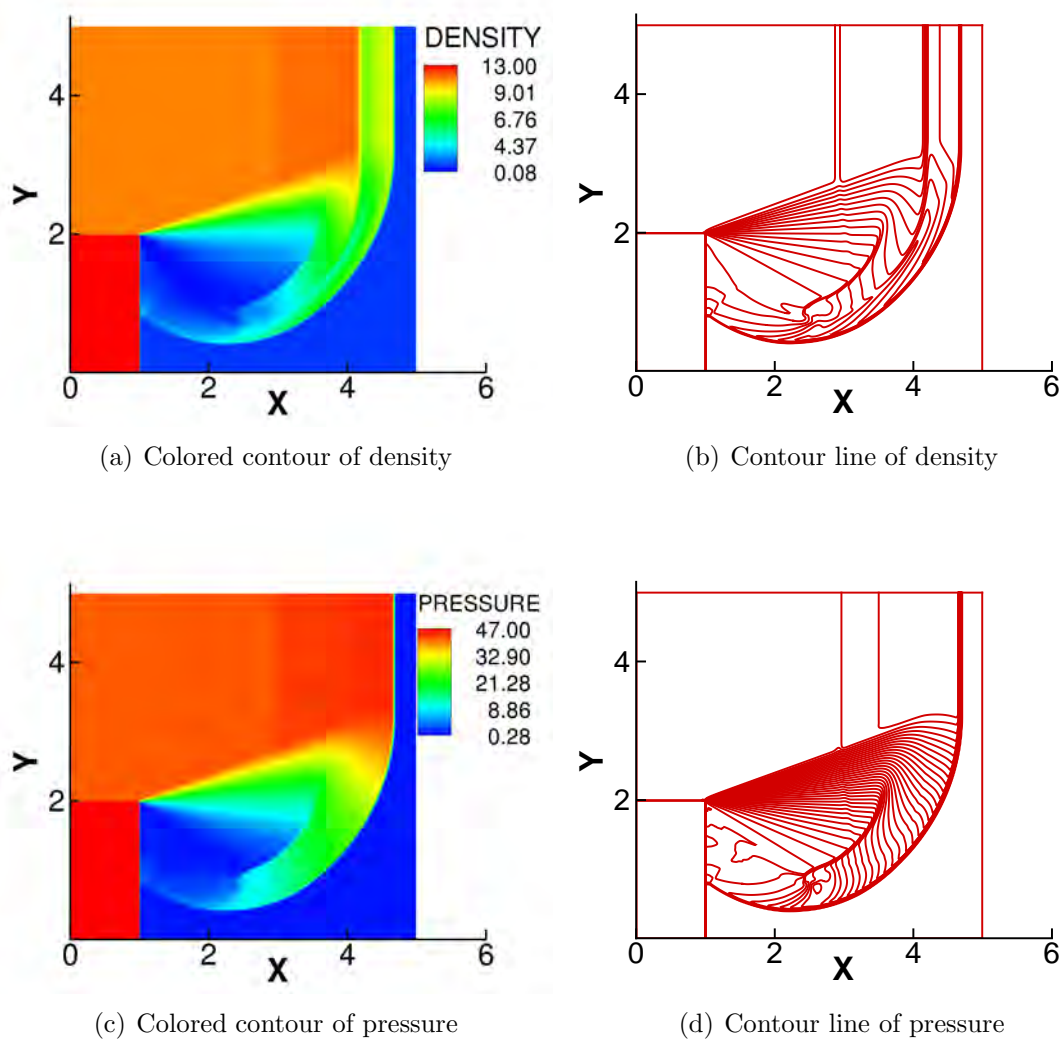 DENSITY
13.00
9.01
6.76
4.37
0.08
4
2
0
Y
0 2 4 6
X
(a) Colored contour of density
4
2
Y
0 2 4 6
X
(b) Contour line of density
PRESSURE
47.00
32.90
21.28
8.86
0.28
4
2
Y
0 2 4 6
X
(c) Colored contour of pressure
4
2
Y
0 2 4 6
X
(d) Contour line of pressure